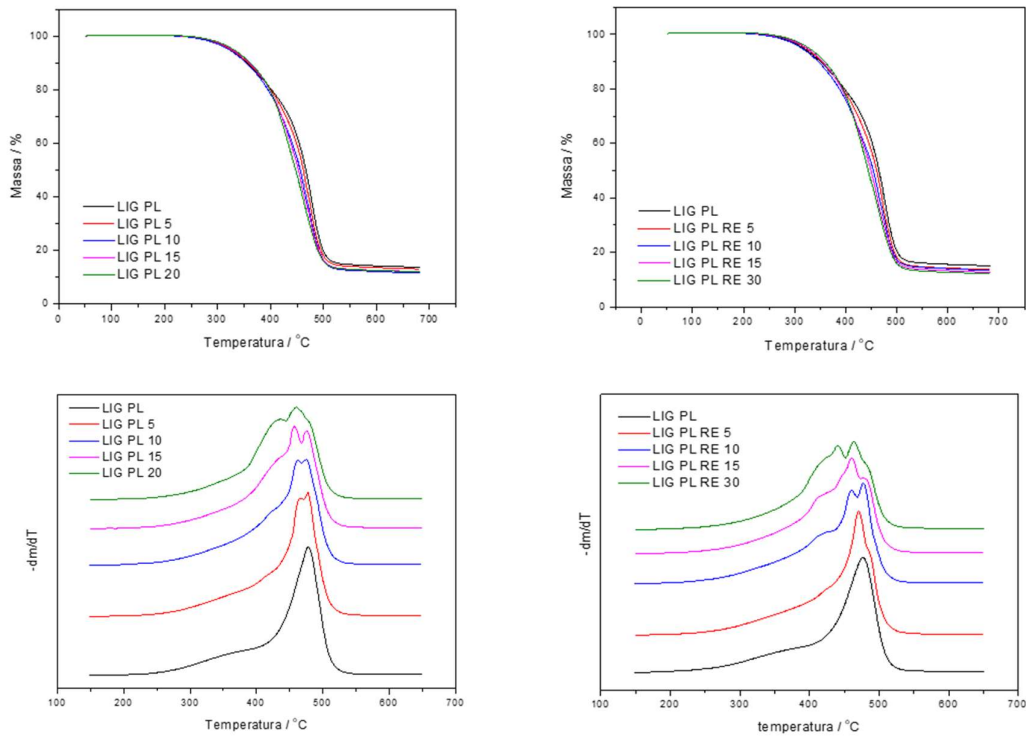 100
80
60
40
20
0
Massa / %
LIG PL
LIG PL 5
LIG PL 10
LIG PL 15
LIG PL 20
0 100 200 300 400 500 600 700
Temperatura / °C
100
80
60
40
20
0
Massa / %
LIG PL
LIG PL RE 5
LIG PL RE 10
LIG PL RE 15
LIG PL RE 30
0 100 200 300 400 500 600 700
Temperatura / °C
-dm/dT
LIG PL
LIG PL 5
LIG PL 10
LIG PL 15
LIG PL 20
100 200 300 400 500 600 700
Temperatura / °C
-dm/dT
LIG PL
LIG PL RE 5
LIG PL RE 10
LIG PL RE 15
LIG PL RE 30
100 200 300 400 500 600 700
temperatura / °C